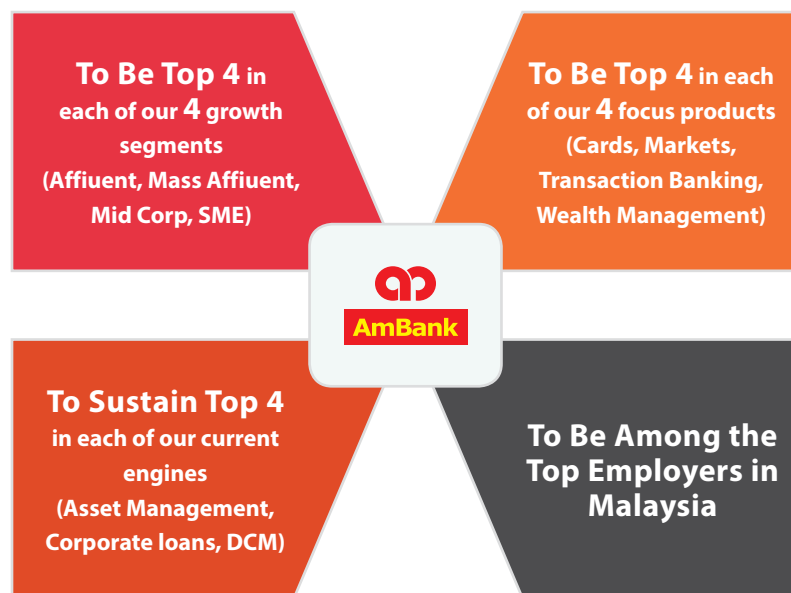 To Be Top 4 in
each of our 4 growth
segments
(Affiuent, Mass Affiuent,
Mid Corp, SME)
To Be Top 4 in each
of our 4 focus products
(Cards, Markets,
Transaction Banking,
Wealth Management)
AmBank
To Sustain Top 4
in each of our current
engines
(Asset Management,
Corporate loans, DCM)
To Be Among the
Top Employers in
Malaysia